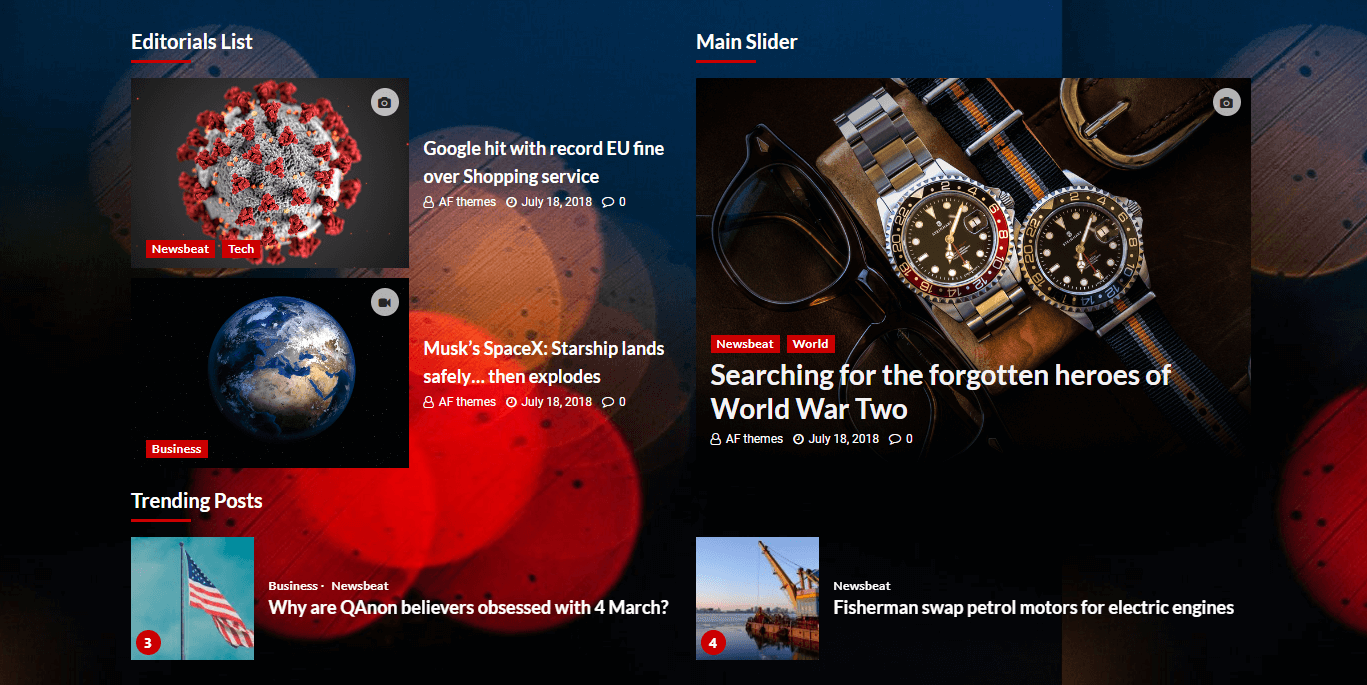 Editorials List
Newsbeat Tech
Google hit with record EU fine
over Shopping service
AF themes July 18, 2018 0
Business
Musk’s SpaceX: Starship lands
safely… then explodes
AF themes July 18, 2018 0
Main Slider
Newsbeat World
Searching for the forgotten heroes of
World War Two
AF themes July 18, 2018 0
Trending Posts
3
Business · Newsbeat
Why are QAnon believers obsessed with 4 March?
4
Newsbeat
Fisherman swap petrol motors for electric engines